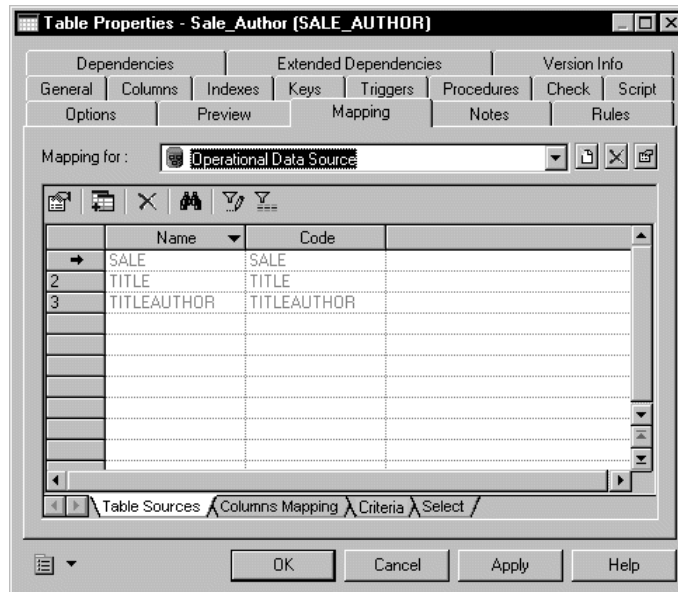 Table Properties - Sale_Author (SALE_AUTHOR)
Dependencies Extended Dependencies Version Info
General Columns Indexes Keys Triggers Procedures Check Script
Options Preview Mapping Notes Rules
Mapping for : Operational Data Source
Name Code
SALE SALE
2 TITLE TITLE
3 TITLEAUTHOR TITLEAUTHOR
Table Sources Columns Mapping Criteria Select
OK Cancel Apply Help